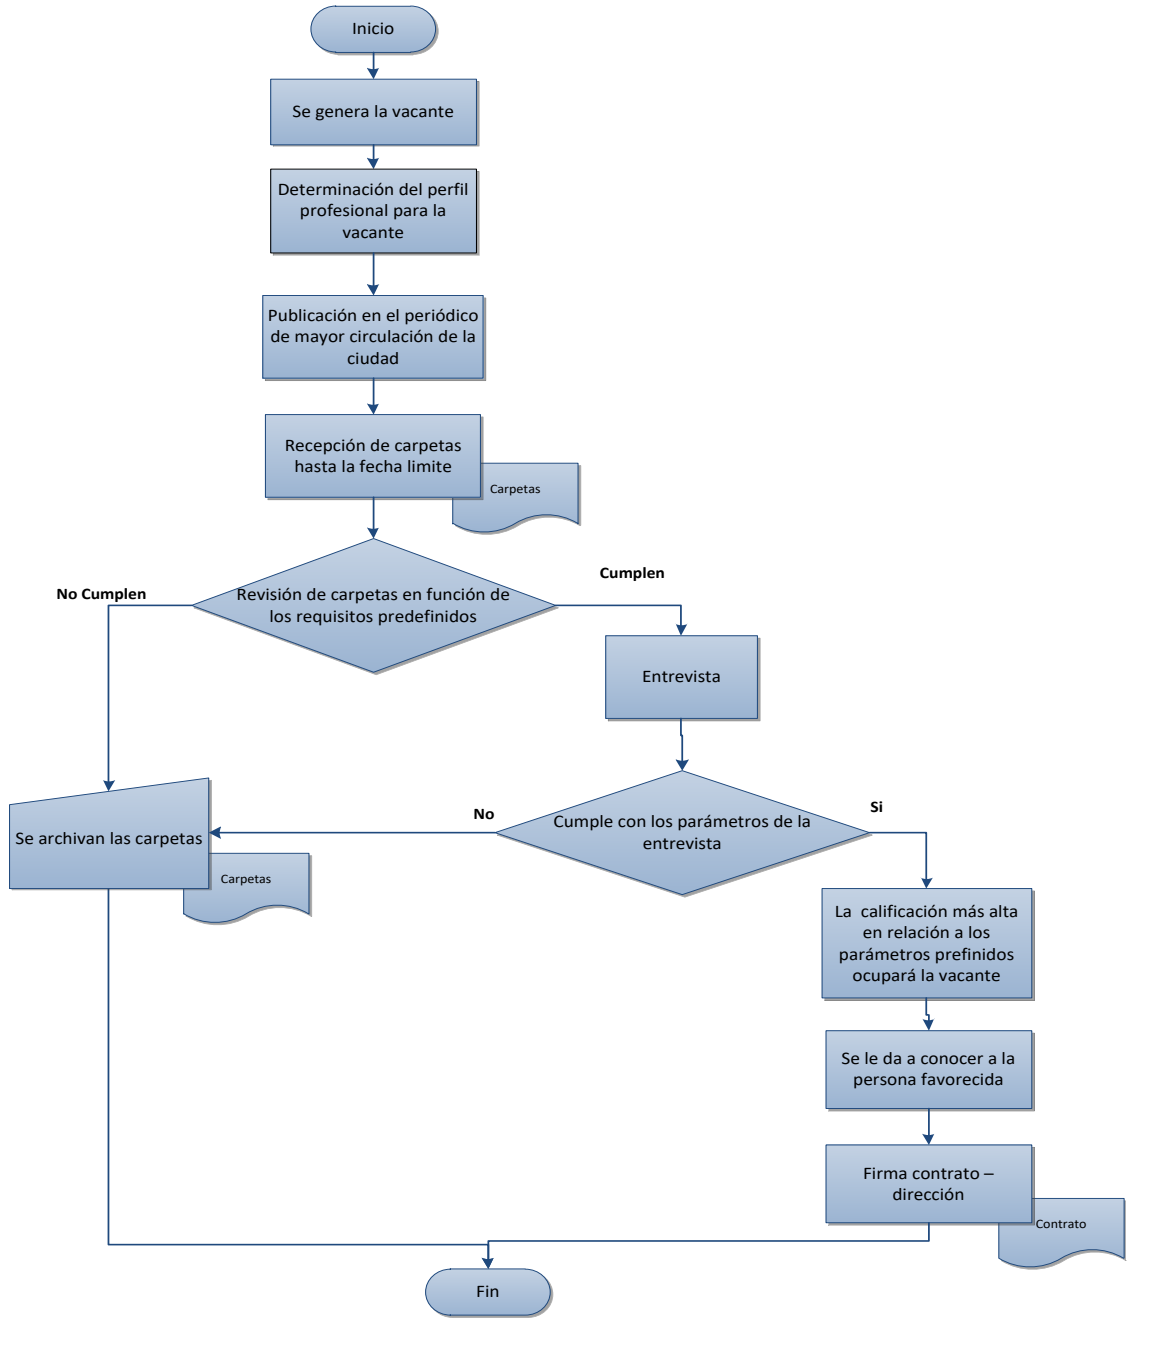 Inicio
Se genera la vacante
Determinación del perfil
profesional para la
vacante
Publicación en el periódico
de mayor circulación de la
ciudad
Recepción de carpetas
hasta la fecha limite
Carpetas
Revisión de carpetas en función de
los requisitos predefinidos
No Cumplen
Cumplen
Entrevista
Cumple con los parámetros de la
entrevista
No
Si
Se archivan las carpetas
Carpetas
La  calificación más alta
en relación a los
parámetros prefinidos
ocupará la vacante
Se le da a conocer a la
persona favorecida
Firma contrato –
dirección
Contrato
Fin